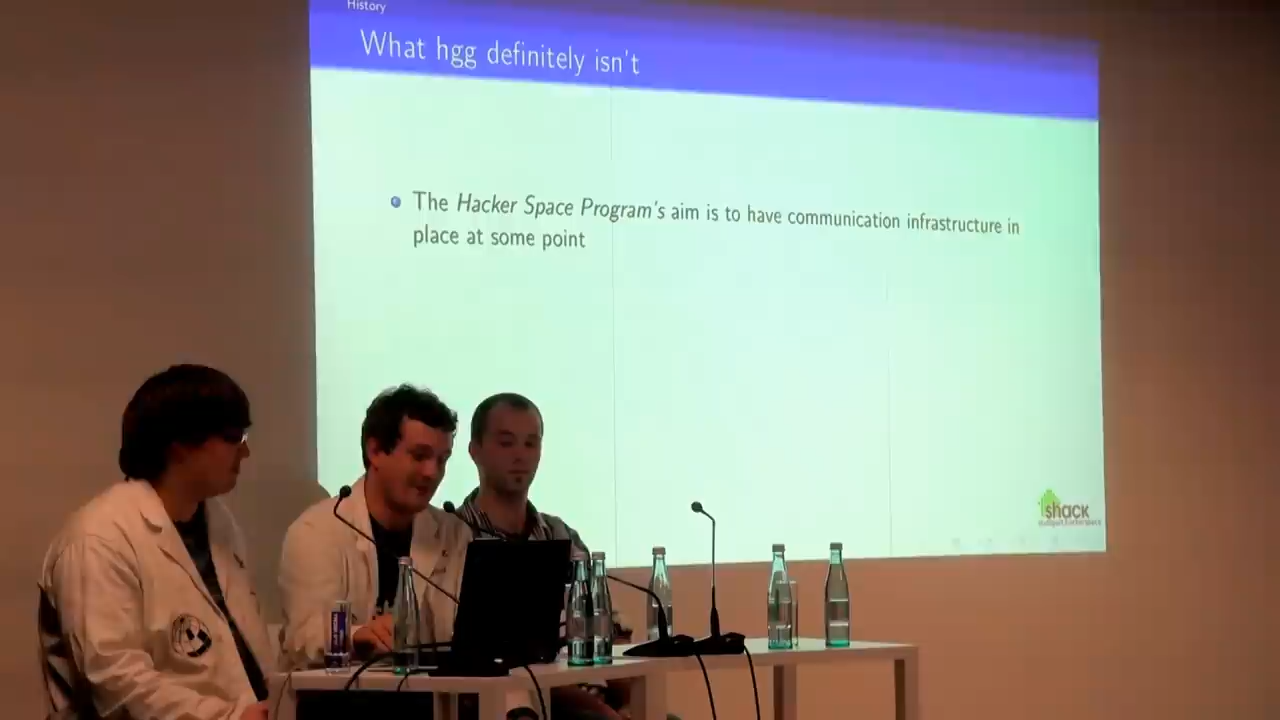 History
What hgg definitely isn't
The Hacker Space Program's aim is to have communication infrastructure in
place at some point
shack